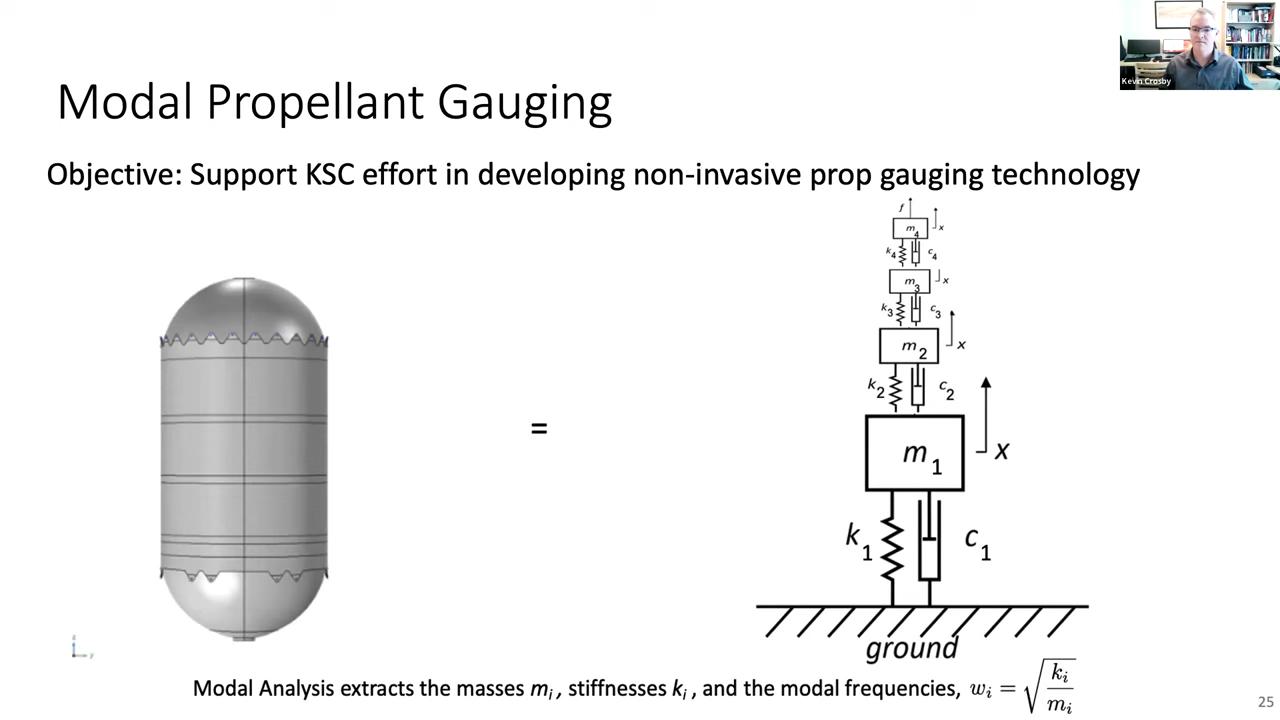 Kevin Crosby
Modal Propellant Gauging
Objective: Support KSC effort in developing non-invasive prop gauging technology
f
m4
x
k4
c4
m3
x
k3
c3
m2
x
k2
c2
=
m1
x
k1
c1
ground
Modal Analysis extracts the masses mi , stiffnesses ki , and the modal frequencies, wi = √(ki/mi)
25